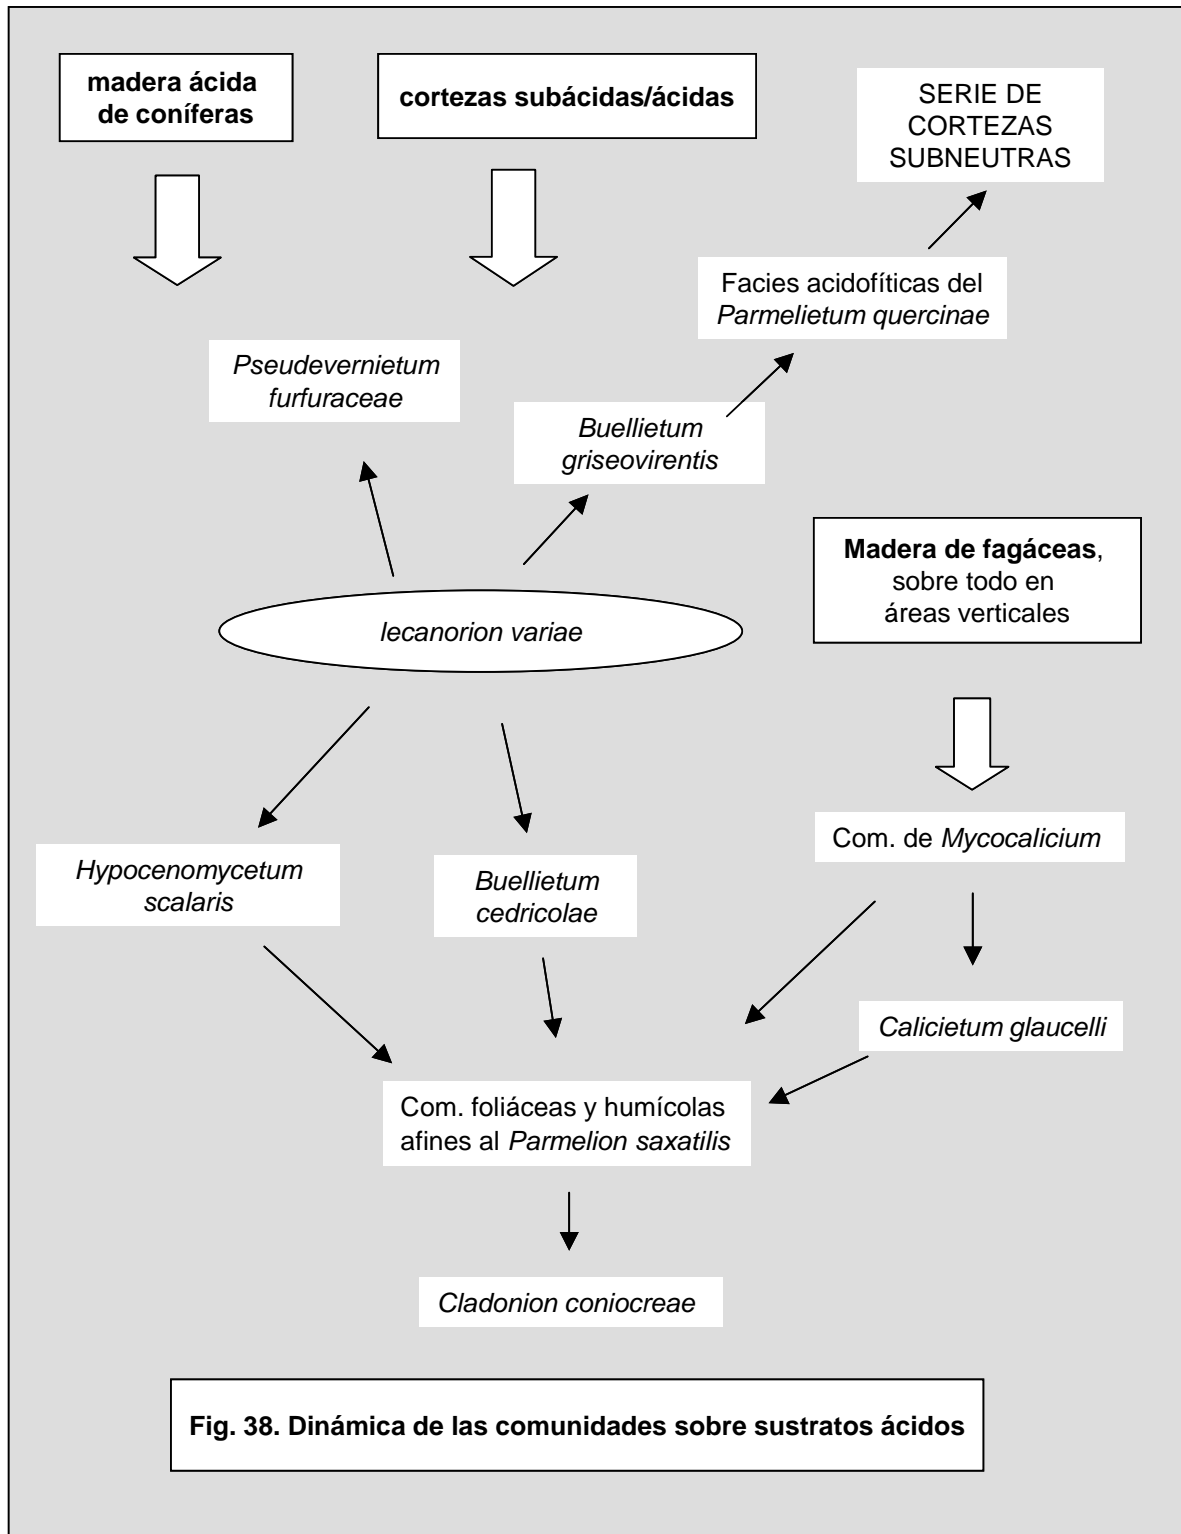 madera ácida
de coníferas
cortezas subácidas/ácidas
SERIE DE
CORTEZAS
SUBNEUTRAS
Facies acidofíticas del
Parmelietum quercinae
Pseudevernietum
furfuraceae
Buellietum
griseovirentis
Madera de fagáceas,
sobre todo en
áreas verticales
lecanorion variae
Com. de Mycocalicium
Hypocenomycetum
scalaris
Buellietum
cedricolae
Calicietum glaucelli
Com. foliáceas y humícolas
afines al Parmelion saxatilis
Cladonion coniocreae
Fig. 38. Dinámica de las comunidades sobre sustratos ácidos